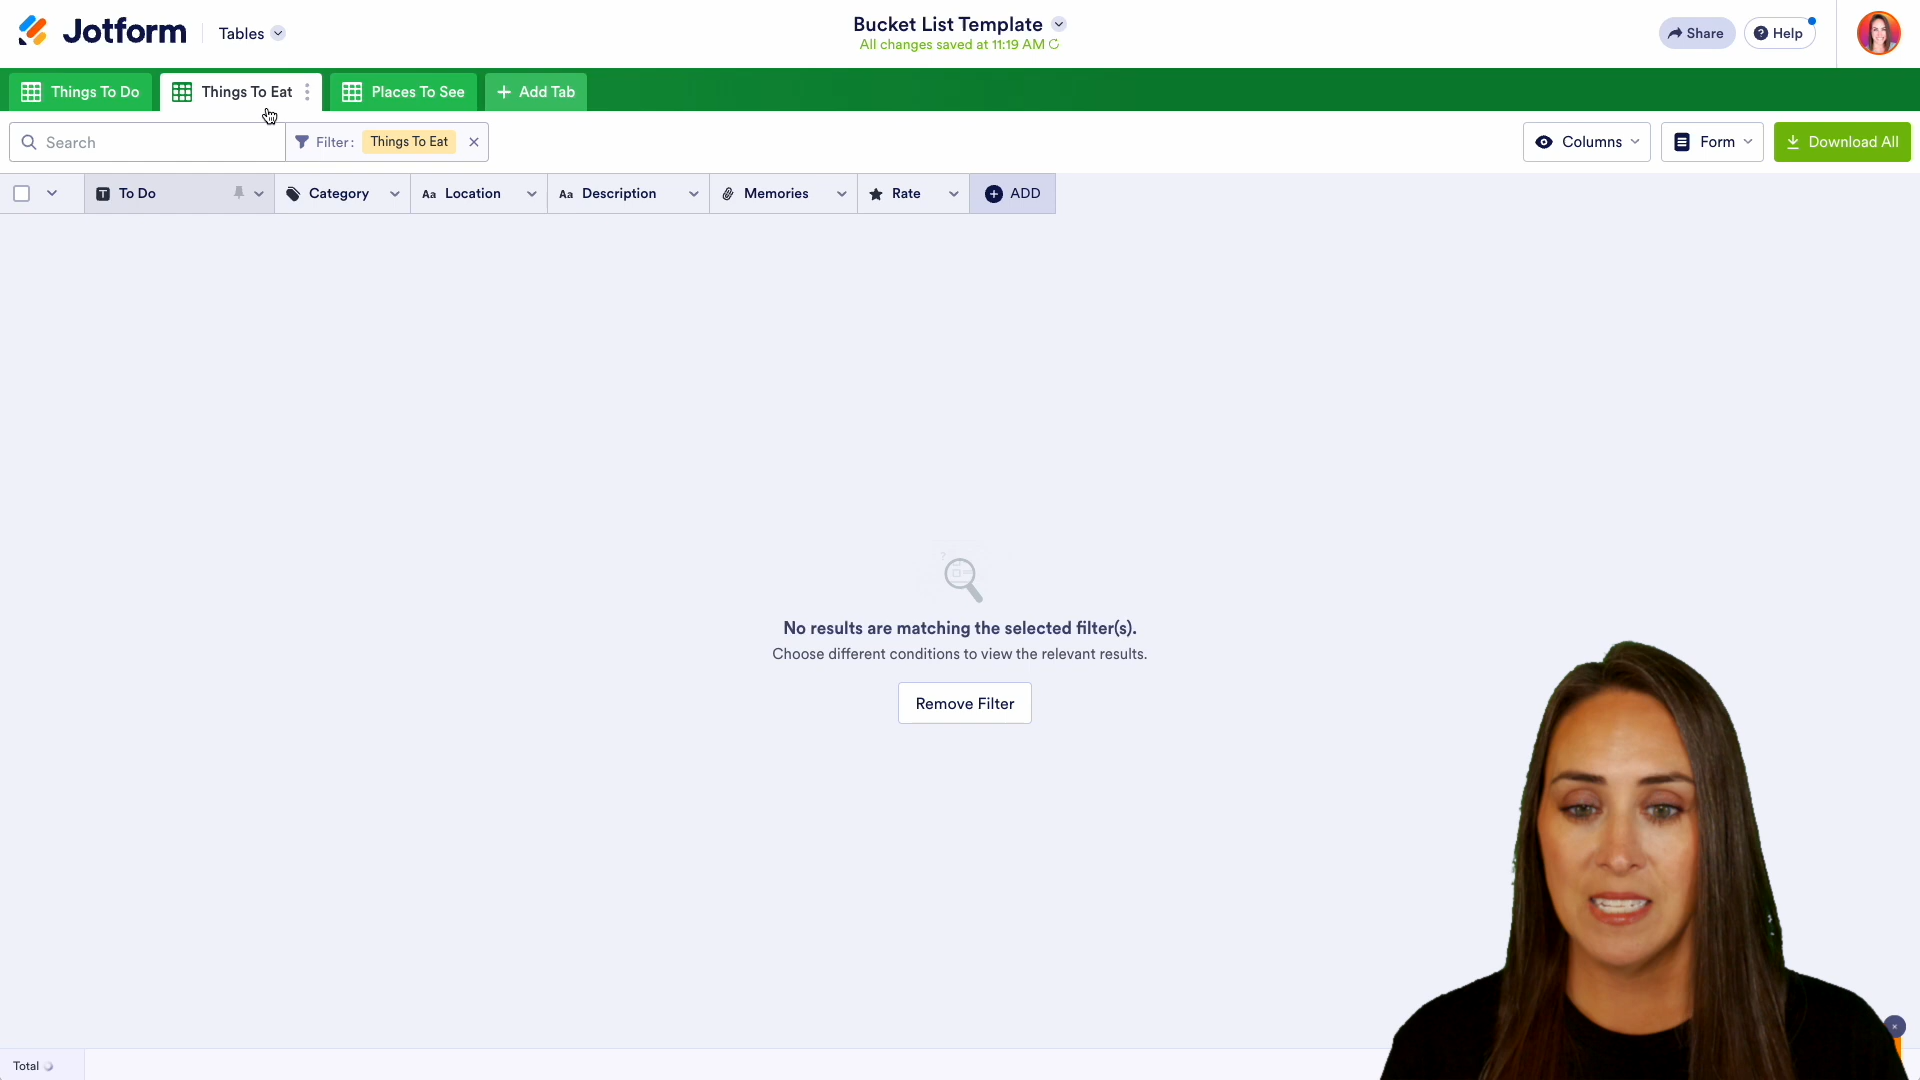 Jotform
Tables
Bucket List Template
All changes saved at 11:19 AM
Share
Help
Things To Do
Things To Eat
Places To See
Add Tab
Search
Filter:
Things To Eat
Columns
Form
Download All
T
To Do
Category
Aa
Location
Aa
Description
Memories
Rate
ADD
No results are matching the selected filter(s).
Choose different conditions to view the relevant results.
Remove Filter
Total